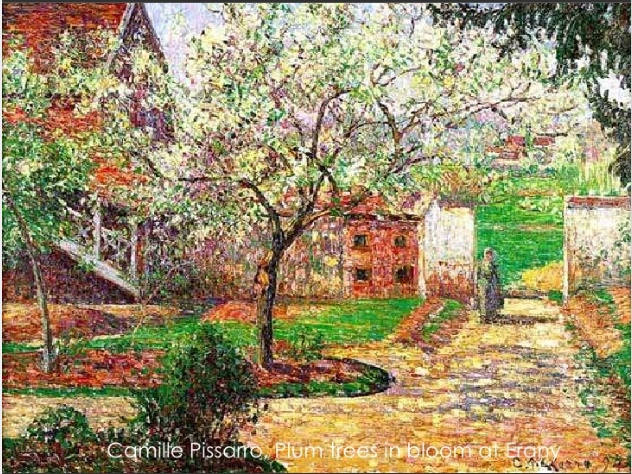 Camille Pissarro, Plum trees in bloom at Eragny